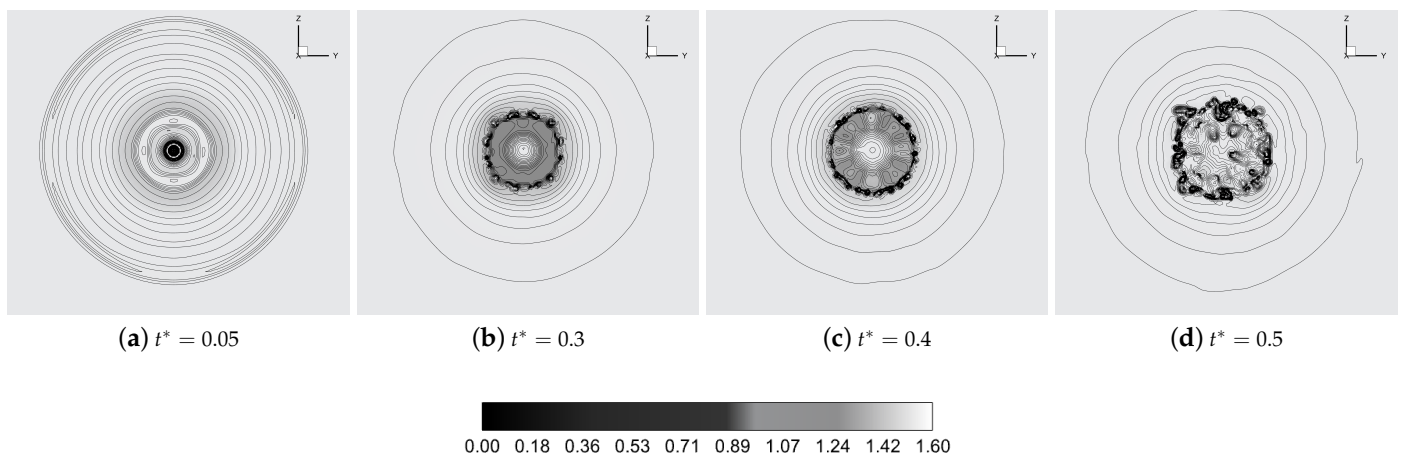 Z Z Z Z
X Y X Y X Y X Y
(a) t* = 0.05 (b) t* = 0.3 (c) t* = 0.4 (d) t* = 0.5
0.00 0.18 0.36 0.53 0.71 0.89 1.07 1.24 1.42 1.60